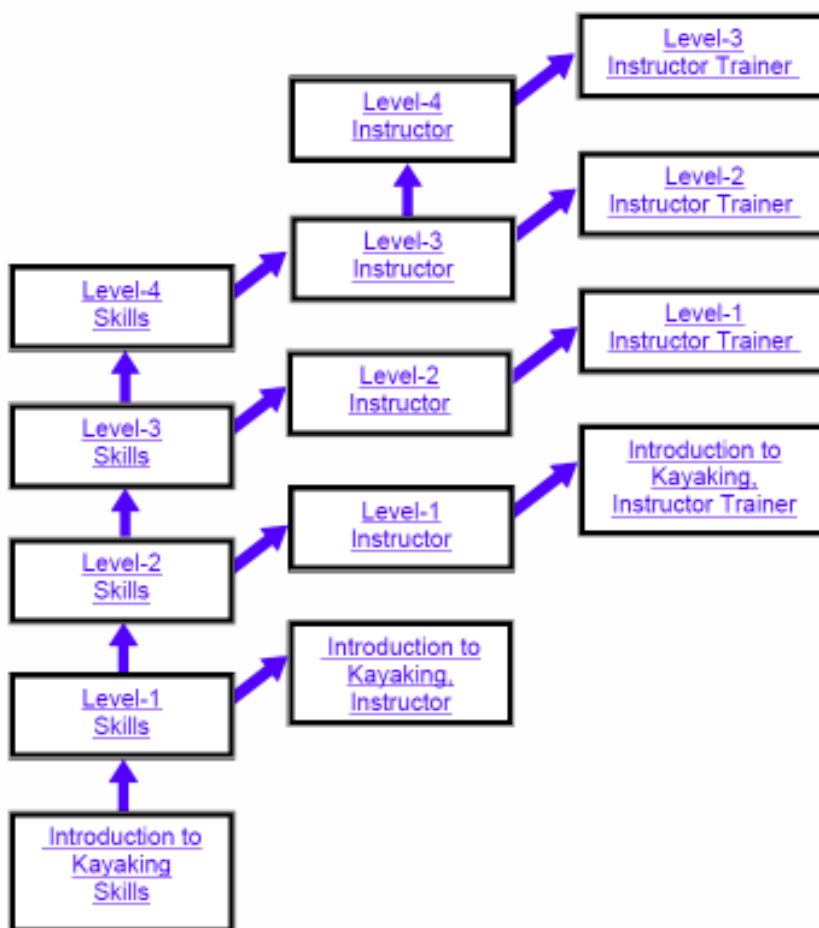 Level-3
Instructor Trainer
Level-4
Instructor
Level-2
Instructor Trainer
Level-3
Instructor
Level-4
Skills
Level-1
Instructor Trainer
Level-2
Instructor
Level-3
Skills
Introduction to
Kayaking,
Instructor Trainer
Level-1
Instructor
Level-2
Skills
Introduction to
Kayaking,
Instructor
Level-1
Skills
Introduction to
Kayaking
Skills